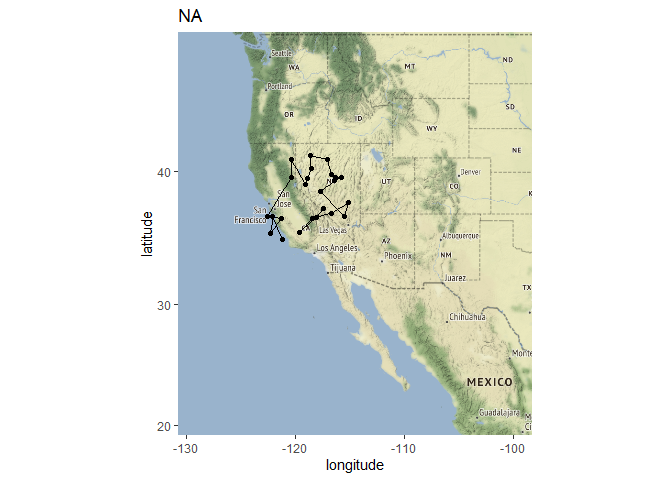 NA
Seattle
WA
MT
ND
Portland
OR
ID
SD
WY
NE
40
San
Jose
San
Francisco
UT
Denver
CO
Las Vegas
Los Angeles
AZ
Albuquerque
NM
Phoenix
Tijuana
Juarez
TX
30
Chihuahua
Monte
MEXICO
Guadalajara
M
Ci
20
-130
-120
-110
-100
longitude
latitude